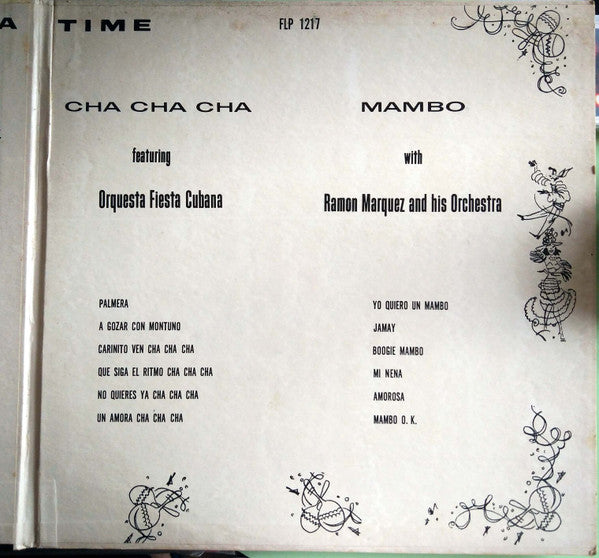 A TIME
FLP 1217
CHA CHA CHA
featuring
Orquesta Fiesta Cubana
PALMERA
A GOZAR CON MONTUNO
CARINITO VEN CHA CHA CHA
QUE SIGA EL RITMO CHA CHA CHA
NO QUIERES YA CHA CHA CHA
UN AMORA CHA CHA CHA
MAMBO
with
Ramon Marquez and his Orchestra
YO QUIERO UN MAMBO
JAMAY
BOOGIE MAMBO
MI NENA
AMOROSA
MAMBO O. K.